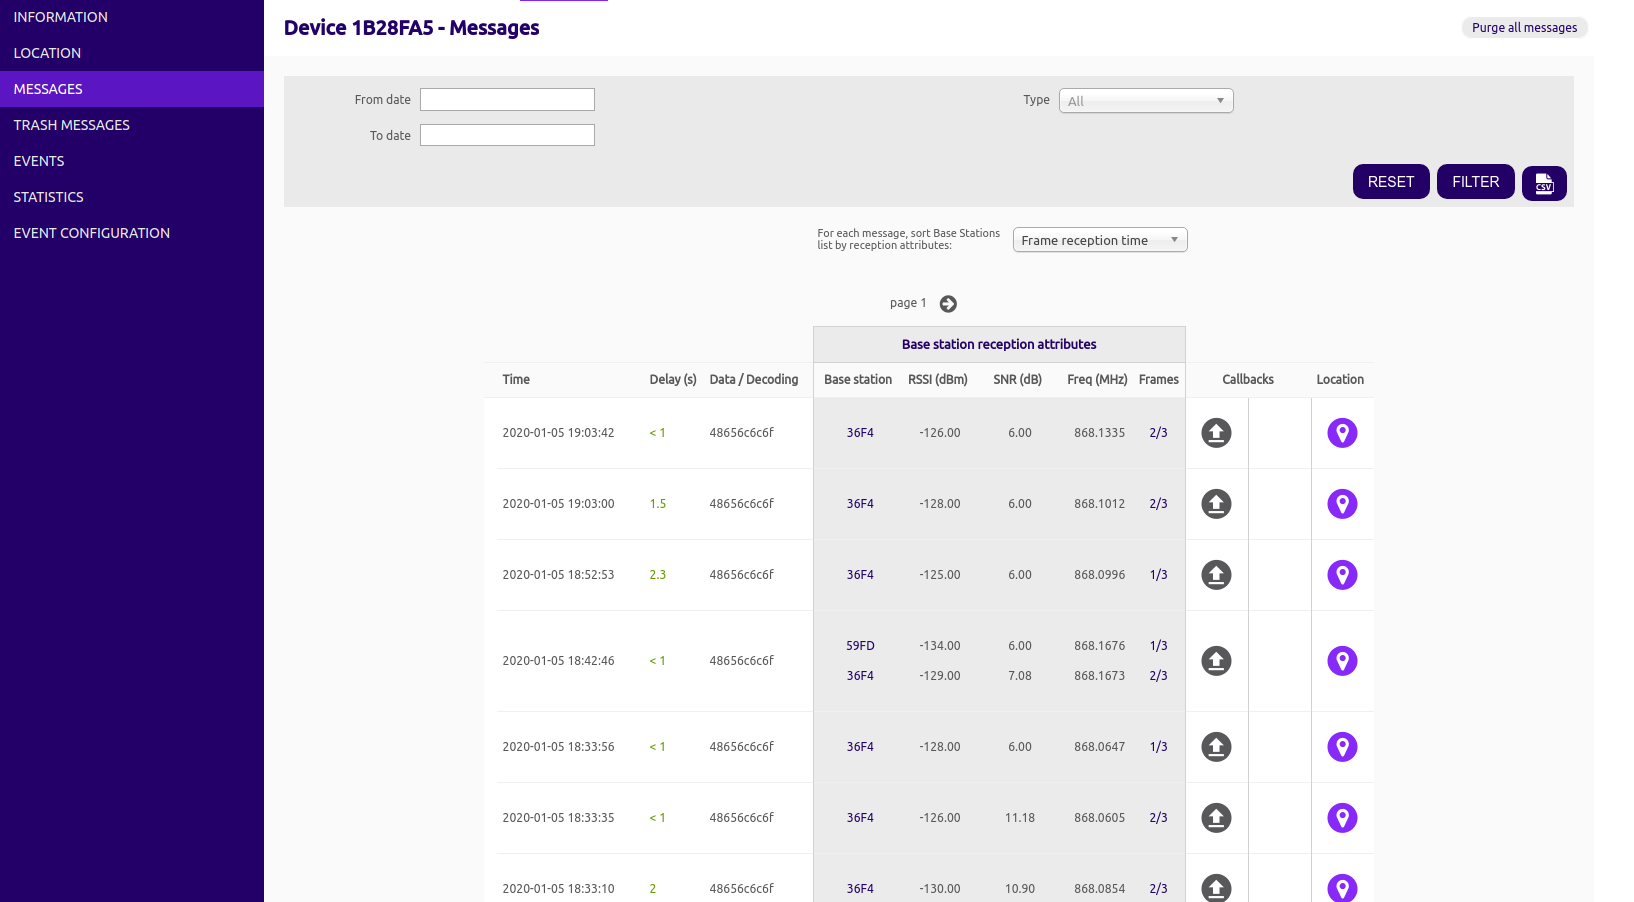 INFORMATION
LOCATION
MESSAGES
TRASH MESSAGES
EVENTS
STATISTICS
EVENT CONFIGURATION
Device 1B28FA5 - Messages
Purge all messages
From date
Type All
To date
RESET FILTER CSV
For each message, sort Base Stations
list by reception attributes:
Frame reception time
page 1
Base station reception attributes
Time Delay (s) Data / Decoding Base station RSSI (dBm) SNR (dB) Freq (MHz) Frames Callbacks Location
2020-01-05 19:03:42 < 1 48656c6c6f 36F4 -126.00 6.00 868.1335 2/3
2020-01-05 19:03:00 1.5 48656c6c6f 36F4 -128.00 6.00 868.1012 2/3
2020-01-05 18:52:53 2.3 48656c6c6f 36F4 -125.00 6.00 868.0996 1/3
59FD -134.00 6.00 868.1676 1/3
2020-01-05 18:42:46 < 1 48656c6c6f
36F4 -129.00 7.08 868.1673 2/3
2020-01-05 18:33:56 < 1 48656c6c6f 36F4 -128.00 6.00 868.0647 1/3
2020-01-05 18:33:35 < 1 48656c6c6f 36F4 -126.00 11.18 868.0605 2/3
2020-01-05 18:33:10 2 48656c6c6f 36F4 -130.00 10.90 868.0854 2/3